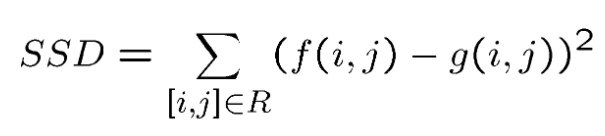 SSD = ∑ (f(i,j) − g(i,j))²
[i,j]∈R